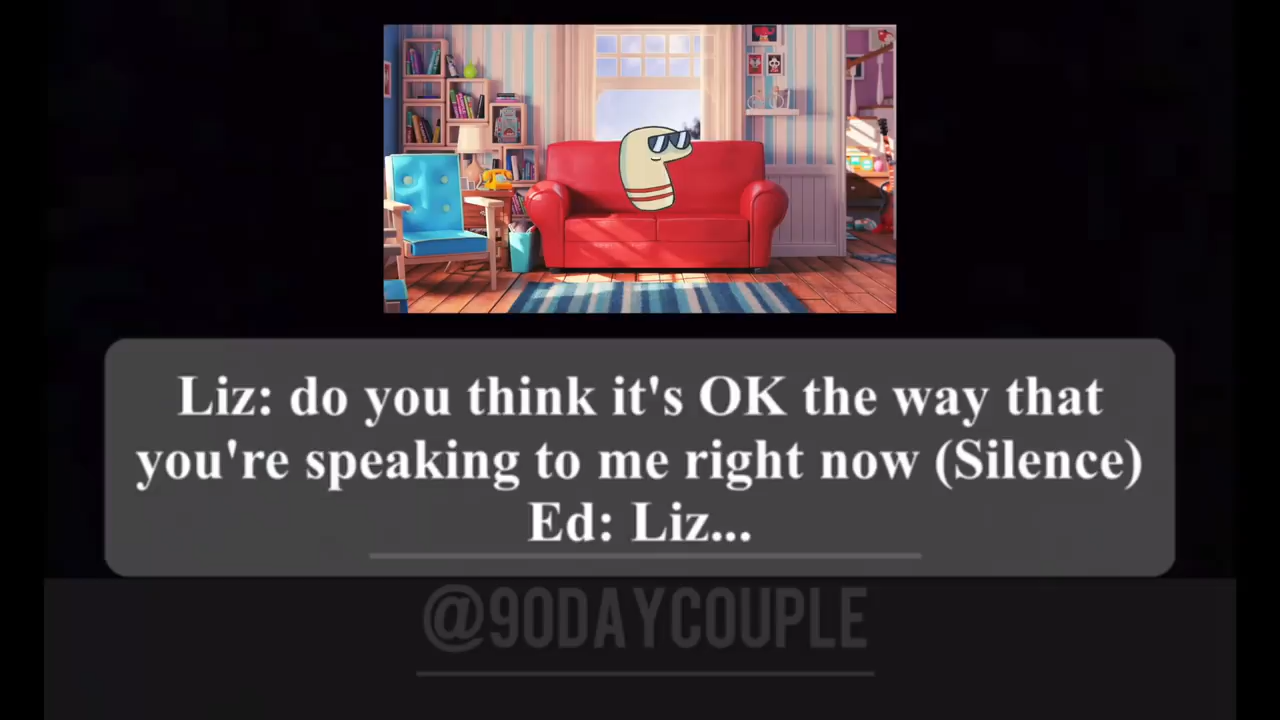 Liz: do you think it's OK the way that
you're speaking to me right now (Silence)
Ed: Liz...
@90DAYCOUPLE